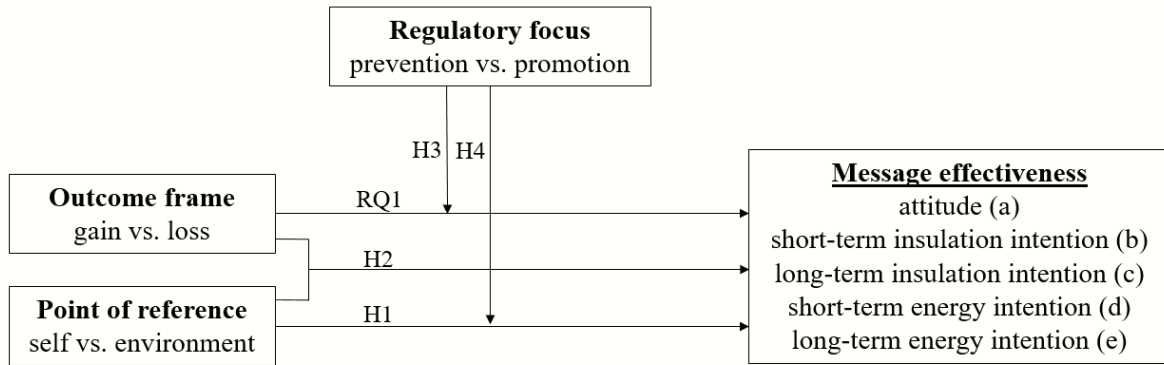 Regulatory focus
prevention vs. promotion
H3
H4
Outcome frame
gain vs. loss
RQ1
H2
Point of reference
self vs. environment
H1
Message effectiveness
attitude (a)
short-term insulation intention (b)
long-term insulation intention (c)
short-term energy intention (d)
long-term energy intention (e)